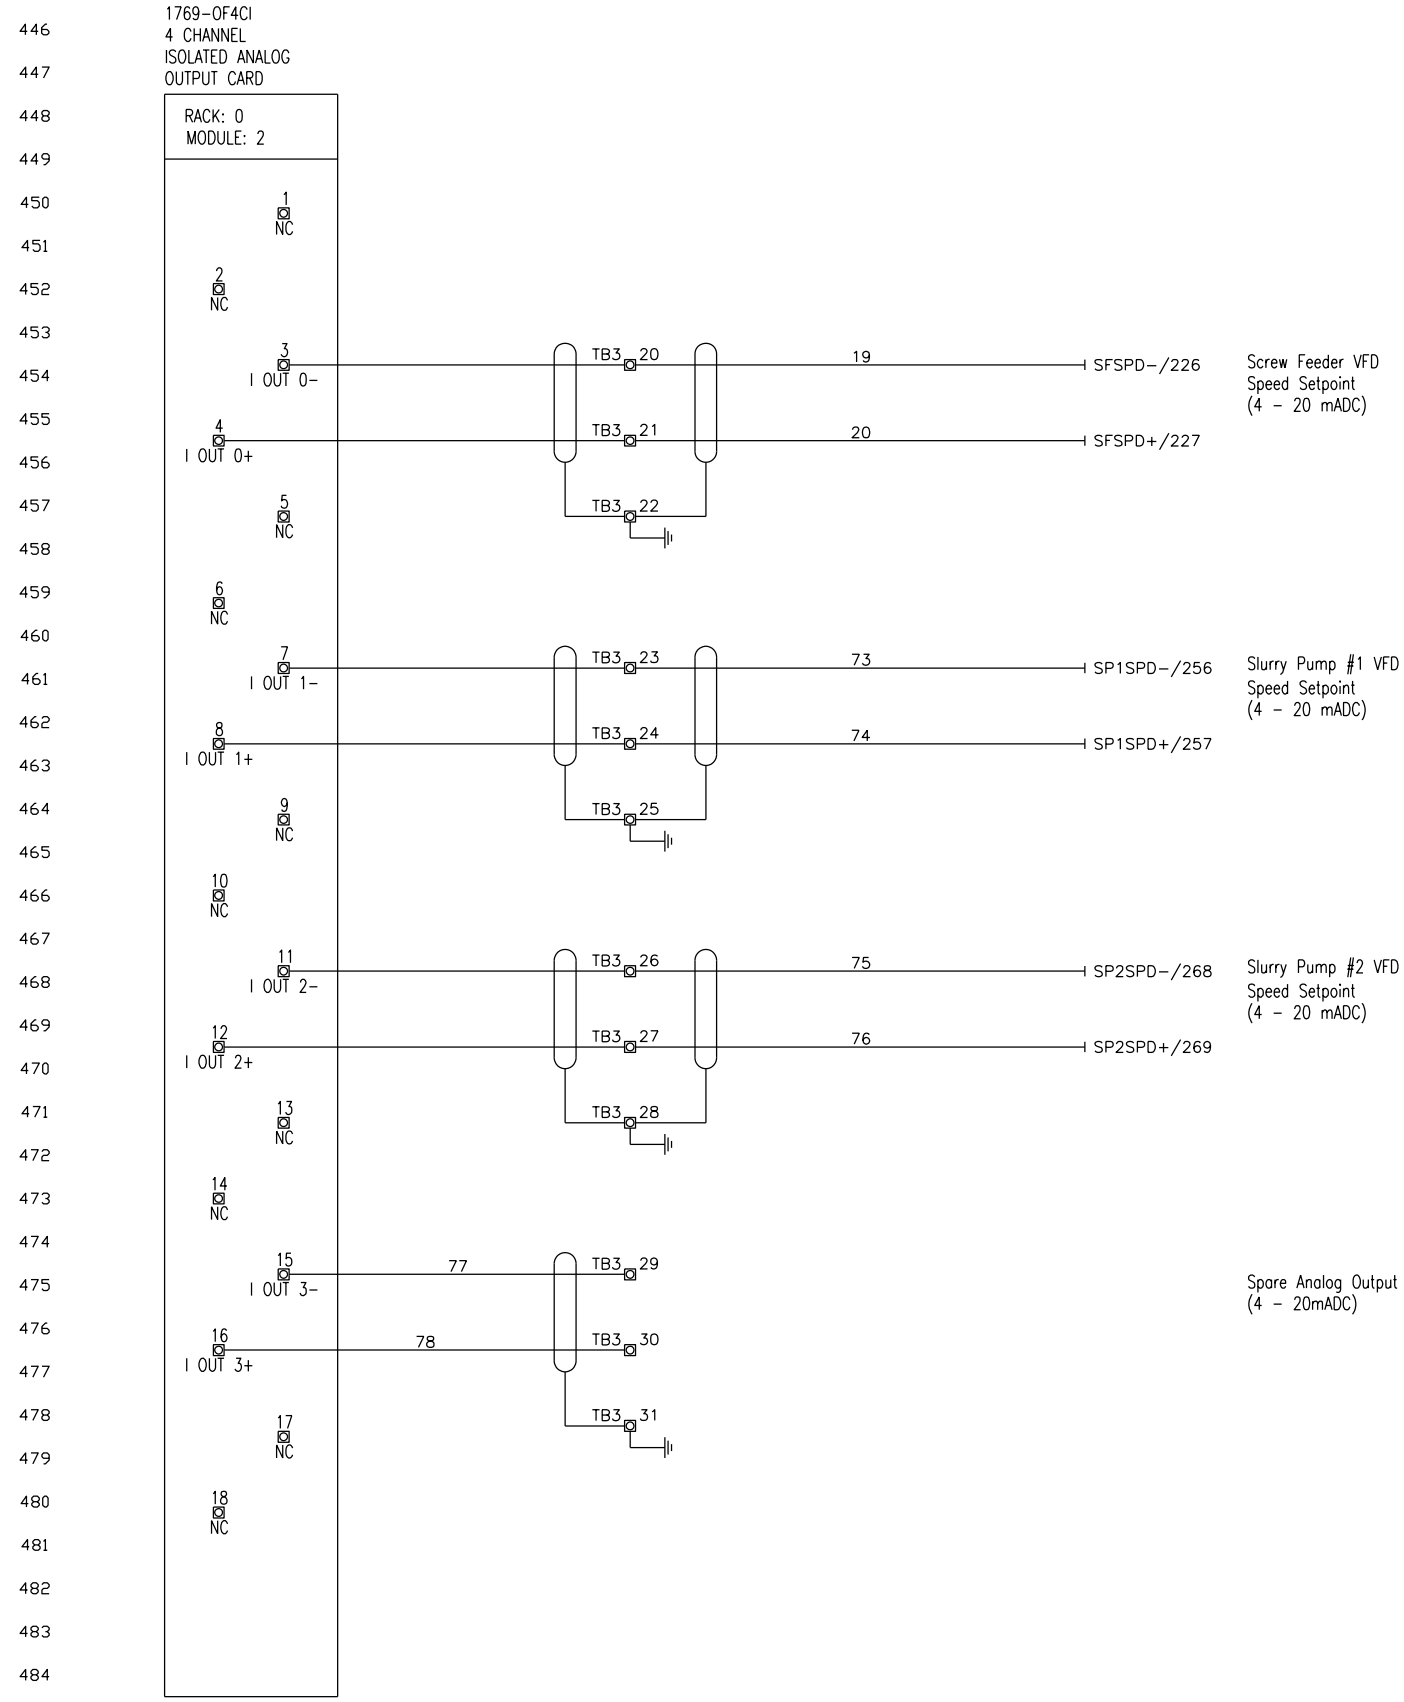 446
1769-OF4CI
4 CHANNEL
ISOLATED ANALOG
447
OUTPUT CARD
448
RACK: 0
MODULE: 2
449
450
1
NC
451
452
2
NC
453
454
3
I OUT 0-
TB3 20
19
SFSPD-/226
Screw Feeder VFD
Speed Setpoint
(4 - 20 mADC)
455
4
I OUT 0+
TB3 21
20
SFSPD+/227
456
457
5
NC
TB3 22
458
459
6
NC
460
7
I OUT 1-
TB3 23
73
SP1SPD-/256
Slurry Pump #1 VFD
Speed Setpoint
(4 - 20 mADC)
461
462
8
I OUT 1+
TB3 24
74
SP1SPD+/257
463
464
9
NC
TB3 25
465
466
10
NC
467
11
I OUT 2-
TB3 26
75
SP2SPD-/268
Slurry Pump #2 VFD
Speed Setpoint
(4 - 20 mADC)
468
469
12
I OUT 2+
TB3 27
76
SP2SPD+/269
470
471
13
NC
TB3 28
472
473
14
NC
474
15
I OUT 3-
77
TB3 29
475
Spare Analog Output
(4 - 20mADC)
476
16
I OUT 3+
78
TB3 30
477
478
17
NC
TB3 31
479
480
18
NC
481
482
483
484